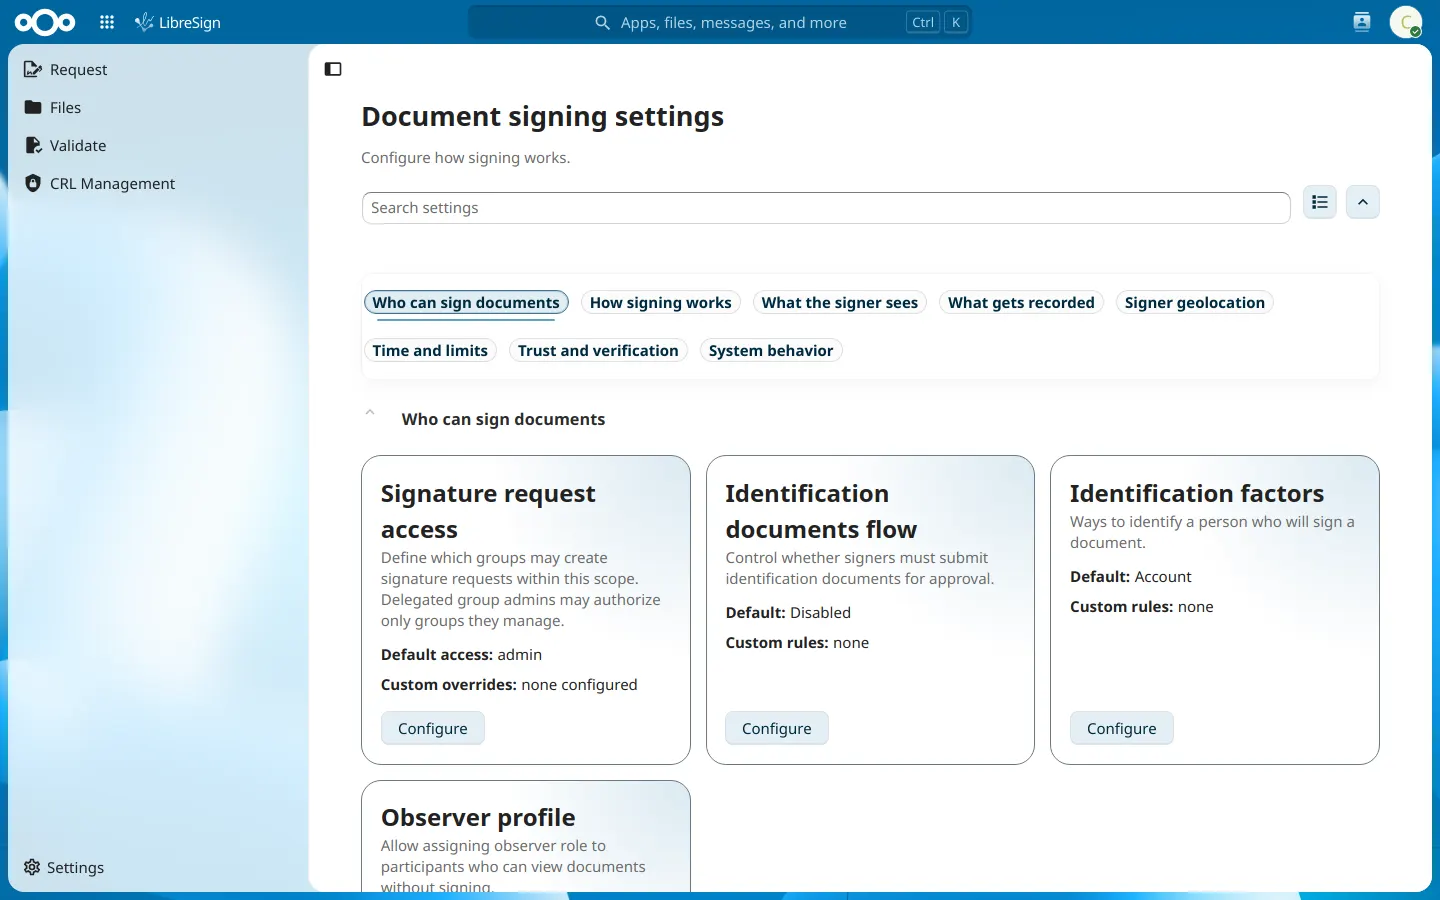 LibreSign
Apps, files, messages, and more
Ctrl
K
C
Request
Files
Validate
CRL Management
Settings
Document signing settings
Configure how signing works.
Search settings
Who can sign documents
How signing works
What the signer sees
What gets recorded
Signer geolocation
Time and limits
Trust and verification
System behavior
Who can sign documents
Signature request
access
Define which groups may create
signature requests within this scope.
Delegated group admins may authorize
only groups they manage.
Default access: admin
Custom overrides: none configured
Configure
Identification
documents flow
Control whether signers must submit
identification documents for approval.
Default: Disabled
Custom rules: none
Configure
Identification factors
Ways to identify a person who will sign a
document.
Default: Account
Custom rules: none
Configure
Observer profile
Allow assigning observer role to
participants who can view documents
without signing.